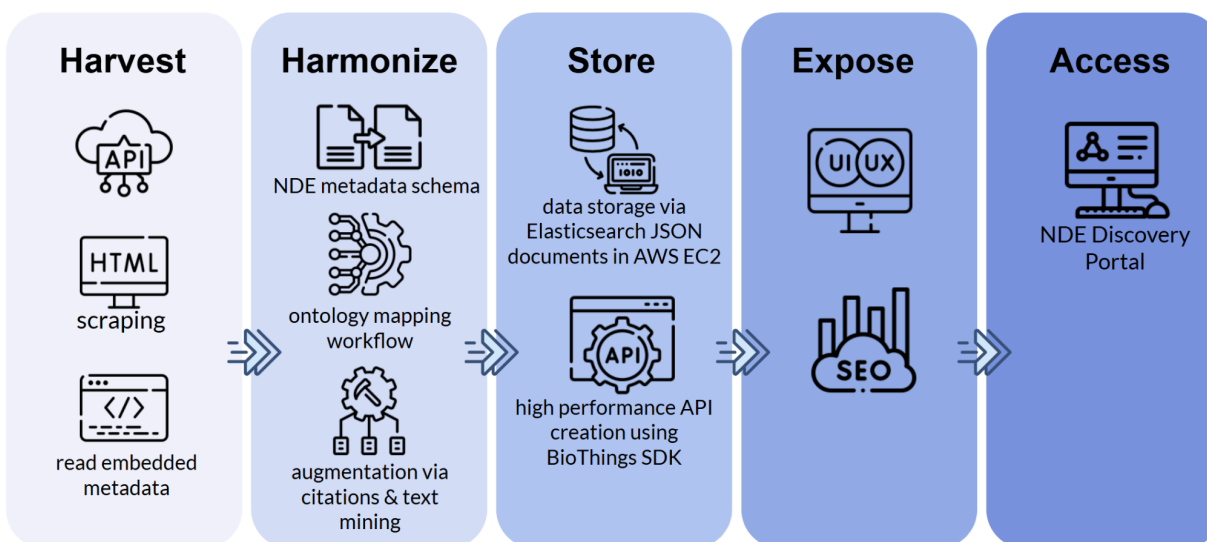 Harvest
API
HTML
scraping
</>
read embedded
metadata
Harmonize
NDE metadata schema
ontology mapping
workflow
augmentation via
citations & text
mining
Store
1010
data storage via
Elasticsearch JSON
documents in AWS EC2
API
high performance API
creation using
BioThings SDK
Expose
UI UX
SEO
Access
NDE Discovery
Portal